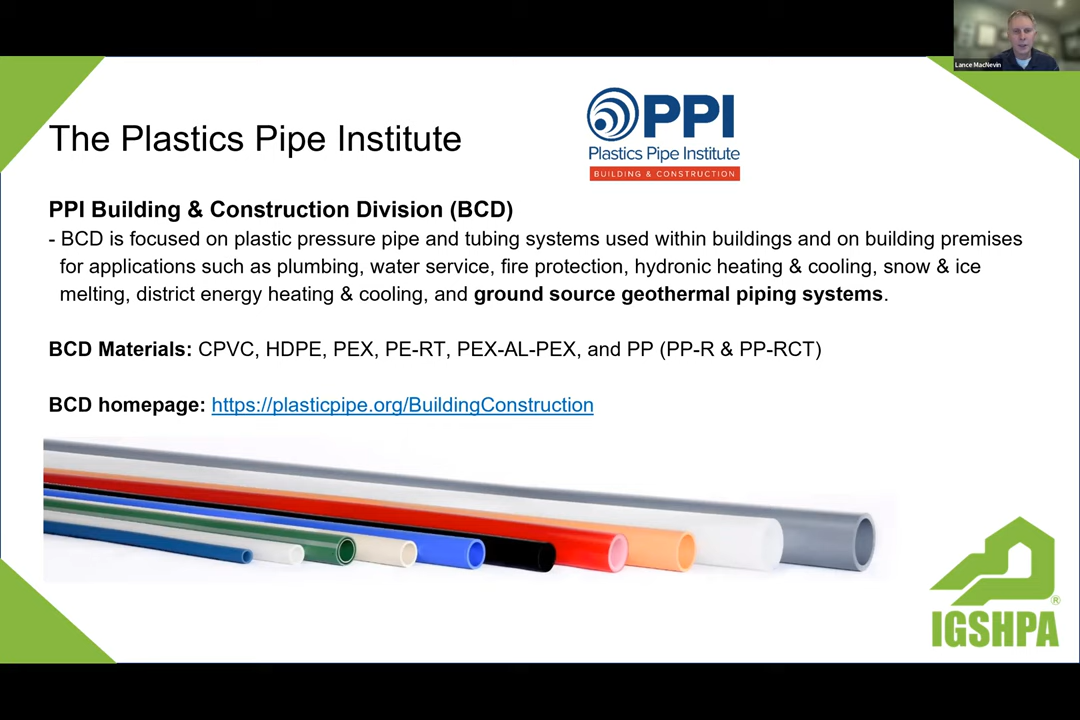 Lance MacNevin
The Plastics Pipe Institute
PPI
Plastics Pipe Institute
BUILDING & CONSTRUCTION
PPI Building & Construction Division (BCD)
- BCD is focused on plastic pressure pipe and tubing systems used within buildings and on building premises
for applications such as plumbing, water service, fire protection, hydronic heating & cooling, snow & ice
melting, district energy heating & cooling, and ground source geothermal piping systems.
BCD Materials: CPVC, HDPE, PEX, PE-RT, PEX-AL-PEX, and PP (PP-R & PP-RCT)
BCD homepage: https://plasticpipe.org/BuildingConstruction
IGSHPA®